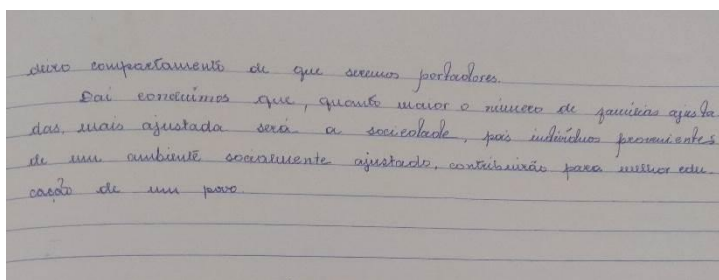 duro comportamento de que seremos portadores.
Daí concluimos que, quanto maior o número de famílias ajusta
das, mais ajustada será a sociedade, pois indivíduos provenientes
de um ambiente socialmente ajustado, contribuirão para melhor edu-
cação de um povo.